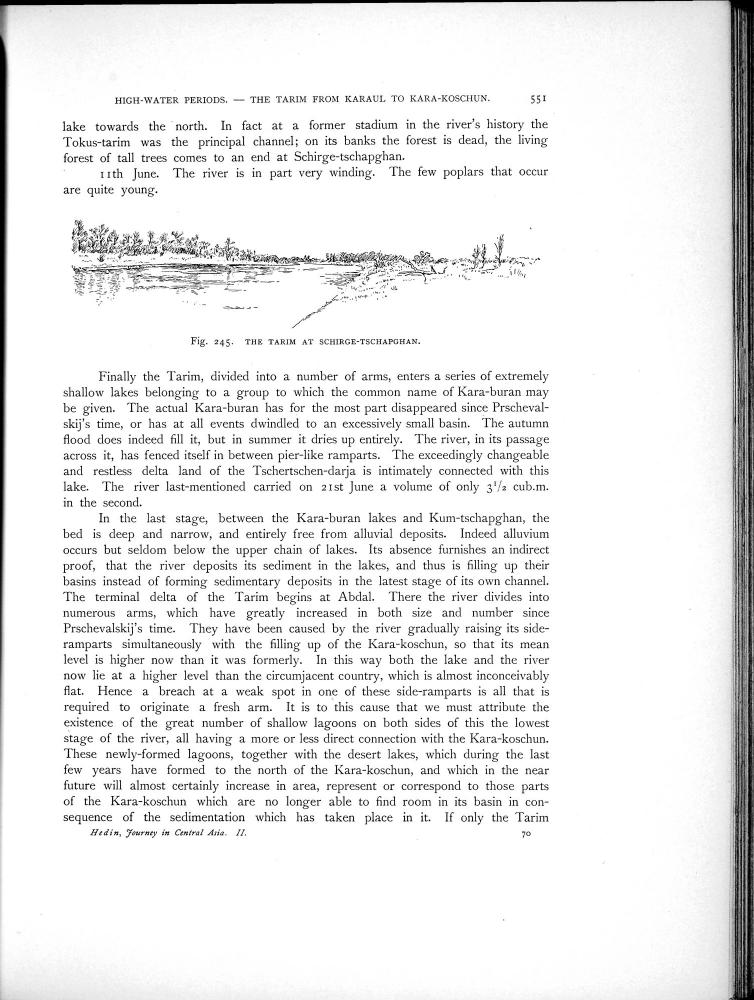 HIGH-WATER PERIODS. — THE TARIM FROM KARAUL TO KARA-KOSCHUN. 551
lake towards the north. In fact at a former stadium in the river's history the
Tokus-tarim was the principal channel; on its banks the forest is dead, the living
forest of tall trees comes to an end at Schirge-tschapghan.
11th June. The river is in part very winding. The few poplars that occur
are quite young.
Fig. 245. THE TARIM AT SCHIRGE-TSCHAPGHAN.
Finally the Tarim, divided into a number of arms, enters a series of extremely
shallow lakes belonging to a group to which the common name of Kara-buran may
be given. The actual Kara-buran has for the most part disappeared since Prscheval-
skij's time, or has at all events dwindled to an excessively small basin. The autumn
flood does indeed fill it, but in summer it dries up entirely. The river, in its passage
across it, has fenced itself in between pier-like ramparts. The exceedingly changeable
and restless delta land of the Tschertschen-darja is intimately connected with this
lake. The river last-mentioned carried on 21st June a volume of only 3¹/₂ cub.m.
in the second.
In the last stage, between the Kara-buran lakes and Kum-tschapghan, the
bed is deep and narrow, and entirely free from alluvial deposits. Indeed alluvium
occurs but seldom below the upper chain of lakes. Its absence furnishes an indirect
proof, that the river deposits its sediment in the lakes, and thus is filling up their
basins instead of forming sedimentary deposits in the latest stage of its own channel.
The terminal delta of the Tarim begins at Abdal. There the river divides into
numerous arms, which have greatly increased in both size and number since
Prschevalskij's time. They have been caused by the river gradually raising its side-
ramparts simultaneously with the filling up of the Kara-koschun, so that its mean
level is higher now than it was formerly. In this way both the lake and the river
now lie at a higher level than the circumjacent country, which is almost inconceivably
flat. Hence a breach at a weak spot in one of these side-ramparts is all that is
required to originate a fresh arm. It is to this cause that we must attribute the
existence of the great number of shallow lagoons on both sides of this the lowest
stage of the river, all having a more or less direct connection with the Kara-koschun.
These newly-formed lagoons, together with the desert lakes, which during the last
few years have formed to the north of the Kara-koschun, and which in the near
future will almost certainly increase in area, represent or correspond to those parts
of the Kara-koschun which are no longer able to find room in its basin in con-
sequence of the sedimentation which has taken place in it. If only the Tarim
Hedin, Journey in Central Asia. II. 70